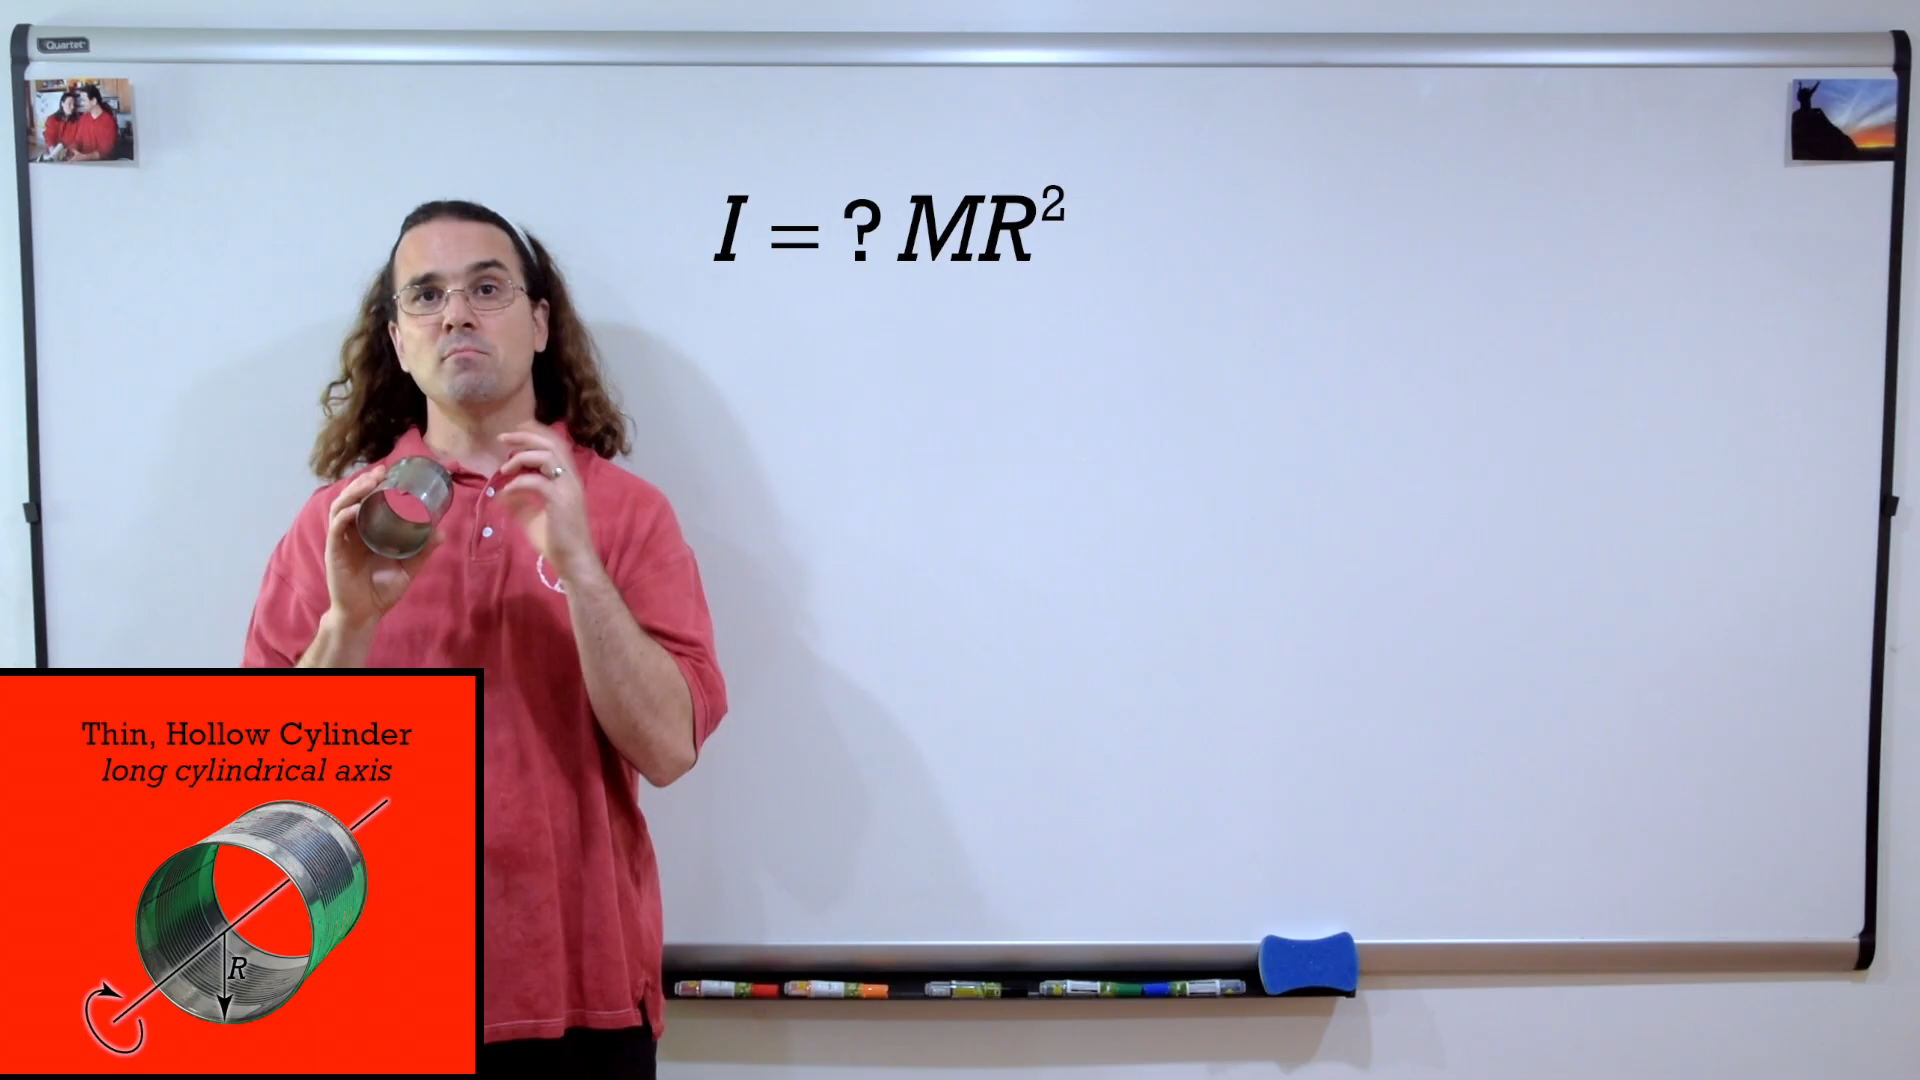 Quartet
I = ? MR²
Thin, Hollow Cylinder
long cylindrical axis
R